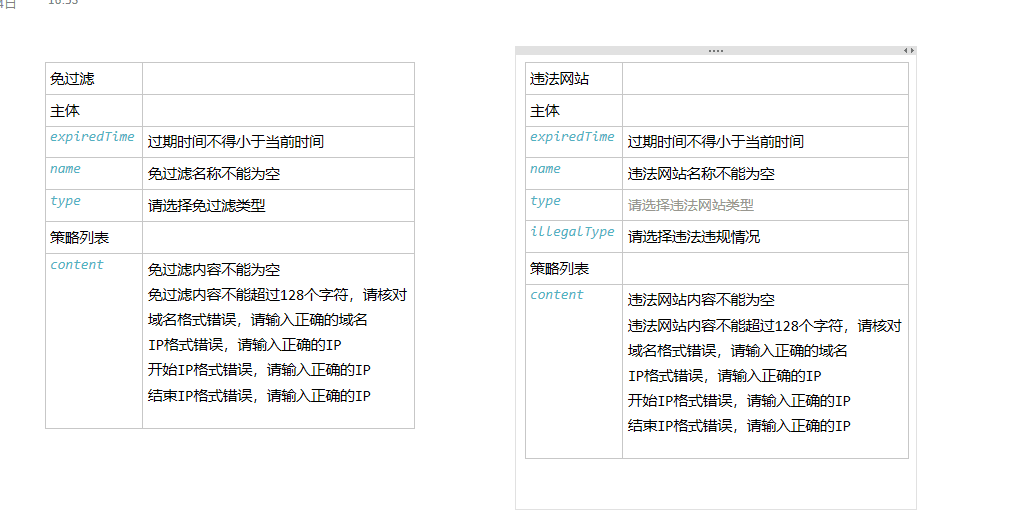 4日 16:53
免过滤
主体
expiredTime 过期时间不得小于当前时间
name 免过滤名称不能为空
type 请选择免过滤类型
策略列表
content 免过滤内容不能为空
免过滤内容不能超过128个字符，请核对
域名格式错误，请输入正确的域名
IP格式错误，请输入正确的IP
开始IP格式错误，请输入正确的IP
结束IP格式错误，请输入正确的IP
违法网站
主体
expiredTime 过期时间不得小于当前时间
name 违法网站名称不能为空
type 请选择违法网站类型
illegalType 请选择违法违规情况
策略列表
content 违法网站内容不能为空
违法网站内容不能超过128个字符，请核对
域名格式错误，请输入正确的域名
IP格式错误，请输入正确的IP
开始IP格式错误，请输入正确的IP
结束IP格式错误，请输入正确的IP